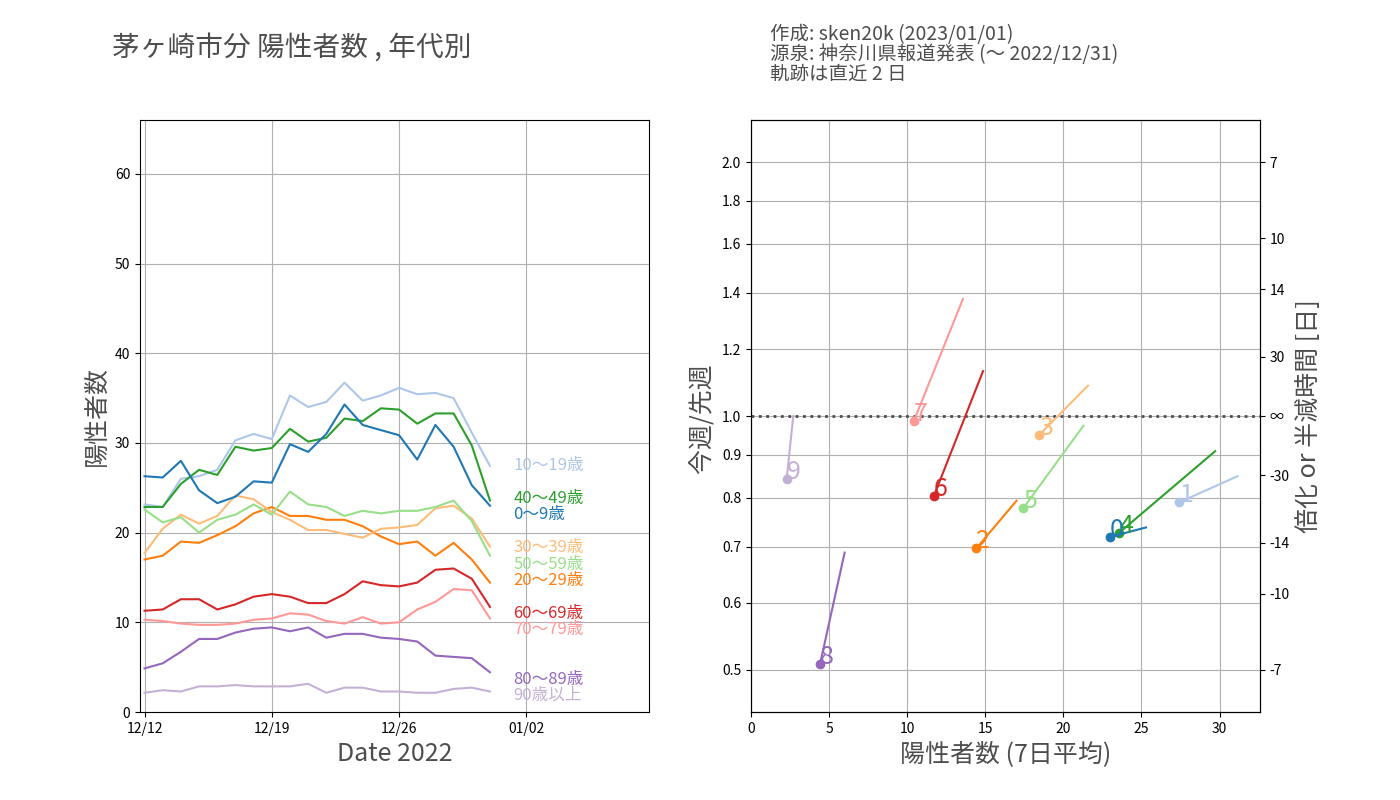 茅ヶ崎市分 陽性者数 , 年代別
作成: sken20k (2023/01/01)
源泉: 神奈川県報道発表 (〜 2022/12/31)
軌跡は直近 2 日
陽性者数
60
50
40
30
20
10
0
12/12
12/19
12/26
01/02
Date 2022
10〜19歳
40〜49歳
0〜9歳
30〜39歳
50〜59歳
20〜29歳
60〜69歳
70〜79歳
80〜89歳
90歳以上
今週/先週
2.0
1.8
1.6
1.4
1.2
1.0
0.9
0.8
0.7
0.6
0.5
0
5
10
15
20
25
30
陽性者数 (7日平均)
7
10
14
30
∞
-30
-14
-10
-7
倍化 or 半減時間 [日]
7
3
9
6
5
1
0
4
2
8